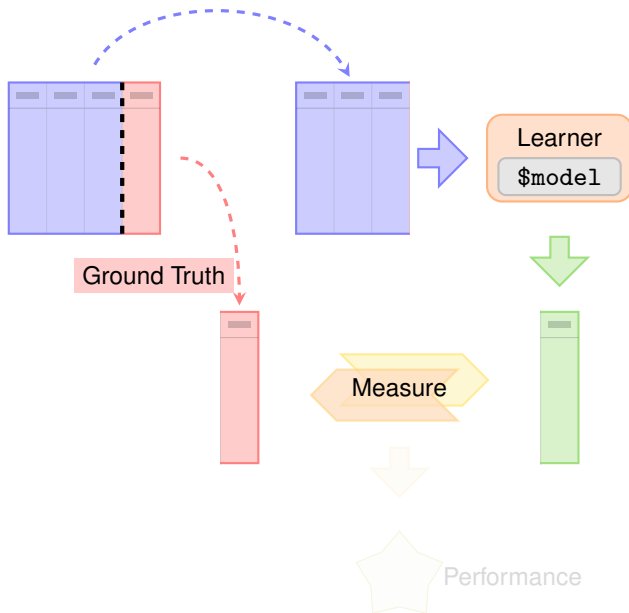 Learner
$model
Ground Truth
Measure
Performance